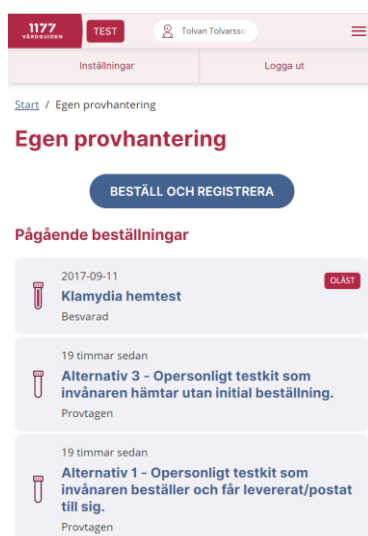 1177
VÅRDGUIDEN
TEST
Tolvan Tolvarsso
Inställningar
Logga ut
Start / Egen provhantering
Egen provhantering
BESTÄLL OCH REGISTRERA
Pågående beställningar
2017-09-11
OLÄST
Klamydia hemtest
Besvarad
19 timmar sedan
Alternativ 3 - Opersonligt testkit som
invånaren hämtar utan initial beställning.
Provtagen
19 timmar sedan
Alternativ 1 - Opersonligt testkit som
invånaren beställer och får levererat/postat
till sig.
Provtagen